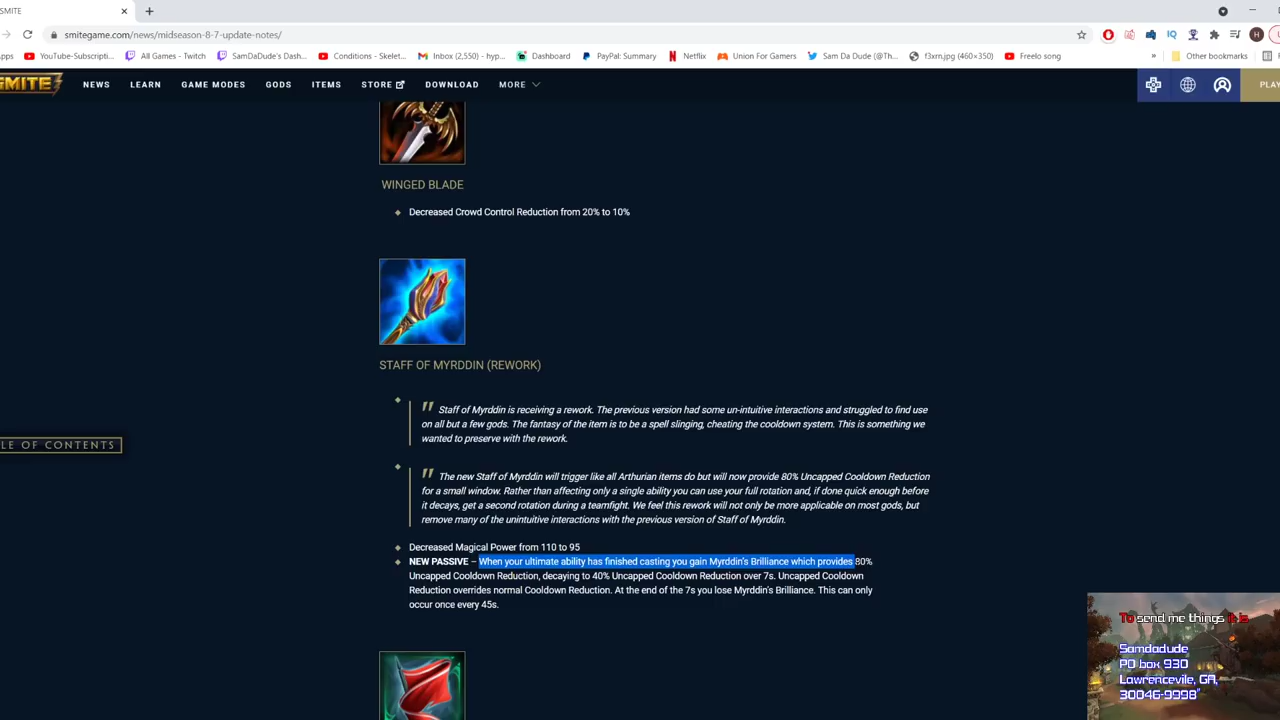 SMITE
smitegame.com/news/midseason-8-7-update-notes/
Apps YouTube-Subscripti... All Games - Twitch SamDaDude's Dash... Conditions - Skelet... Inbox (2,550) - hyp... Dashboard PayPal: Summary Netflix Union For Gamers Sam Da Dude (@Th... f3xrn.jpg (460×350) Freelo song » Other bookmarks
SMITE NEWS LEARN GAME MODES GODS ITEMS STORE DOWNLOAD MORE PLAY
WINGED BLADE
Decreased Crowd Control Reduction from 20% to 10%
STAFF OF MYRDDIN (REWORK)
" Staff of Myrddin is receiving a rework. The previous version had some un-intuitive interactions and struggled to find use
on all but a few gods. The fantasy of the item is to be a spell slinging, cheating the cooldown system. This is something we
wanted to preserve with the rework.
LE OF CONTENTS
" The new Staff of Myrddin will trigger like all Arthurian items do but will now provide 80% Uncapped Cooldown Reduction
for a small window. Rather than affecting only a single ability you can use your full rotation and, if done quick enough before
it decays, get a second rotation during a teamfight. We feel this rework will not only be more applicable on most gods, but
remove many of the unintuitive interactions with the previous version of Staff of Myrddin.
Decreased Magical Power from 110 to 95
NEW PASSIVE – When your ultimate ability has finished casting you gain Myrddin's Brilliance which provides 80%
Uncapped Cooldown Reduction, decaying to 40% Uncapped Cooldown Reduction over 7s. Uncapped Cooldown
Reduction overrides normal Cooldown Reduction. At the end of the 7s you lose Myrddin's Brilliance. This can only
occur once every 45s.
To send me things it is
Samdadude
PO box 930
Lawrencevile, GA,
30046-9998"